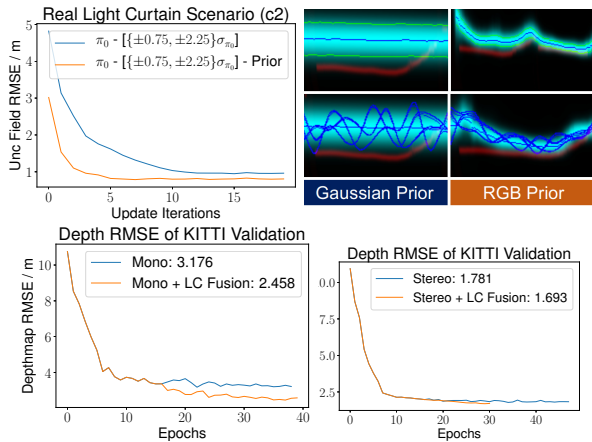 Real Light Curtain Scenario (c2)
Unc Field RMSE / m
5
4
3
2
1
π₀ - [{±0.75, ±2.25}σ_π₀]
π₀ - [{±0.75, ±2.25}σ_π₀] - Prior
0 5 10 15
Update Iterations
Gaussian Prior
RGB Prior
Depth RMSE of KITTI Validation
Depthmap RMSE / m
10
8
6
4
Mono: 3.176
Mono + LC Fusion: 2.458
0 10 20 30 40
Epochs
Depth RMSE of KITTI Validation
0.0
7.5
5.0
2.5
Stereo: 1.781
Stereo + LC Fusion: 1.693
0 10 20 30 40
Epochs